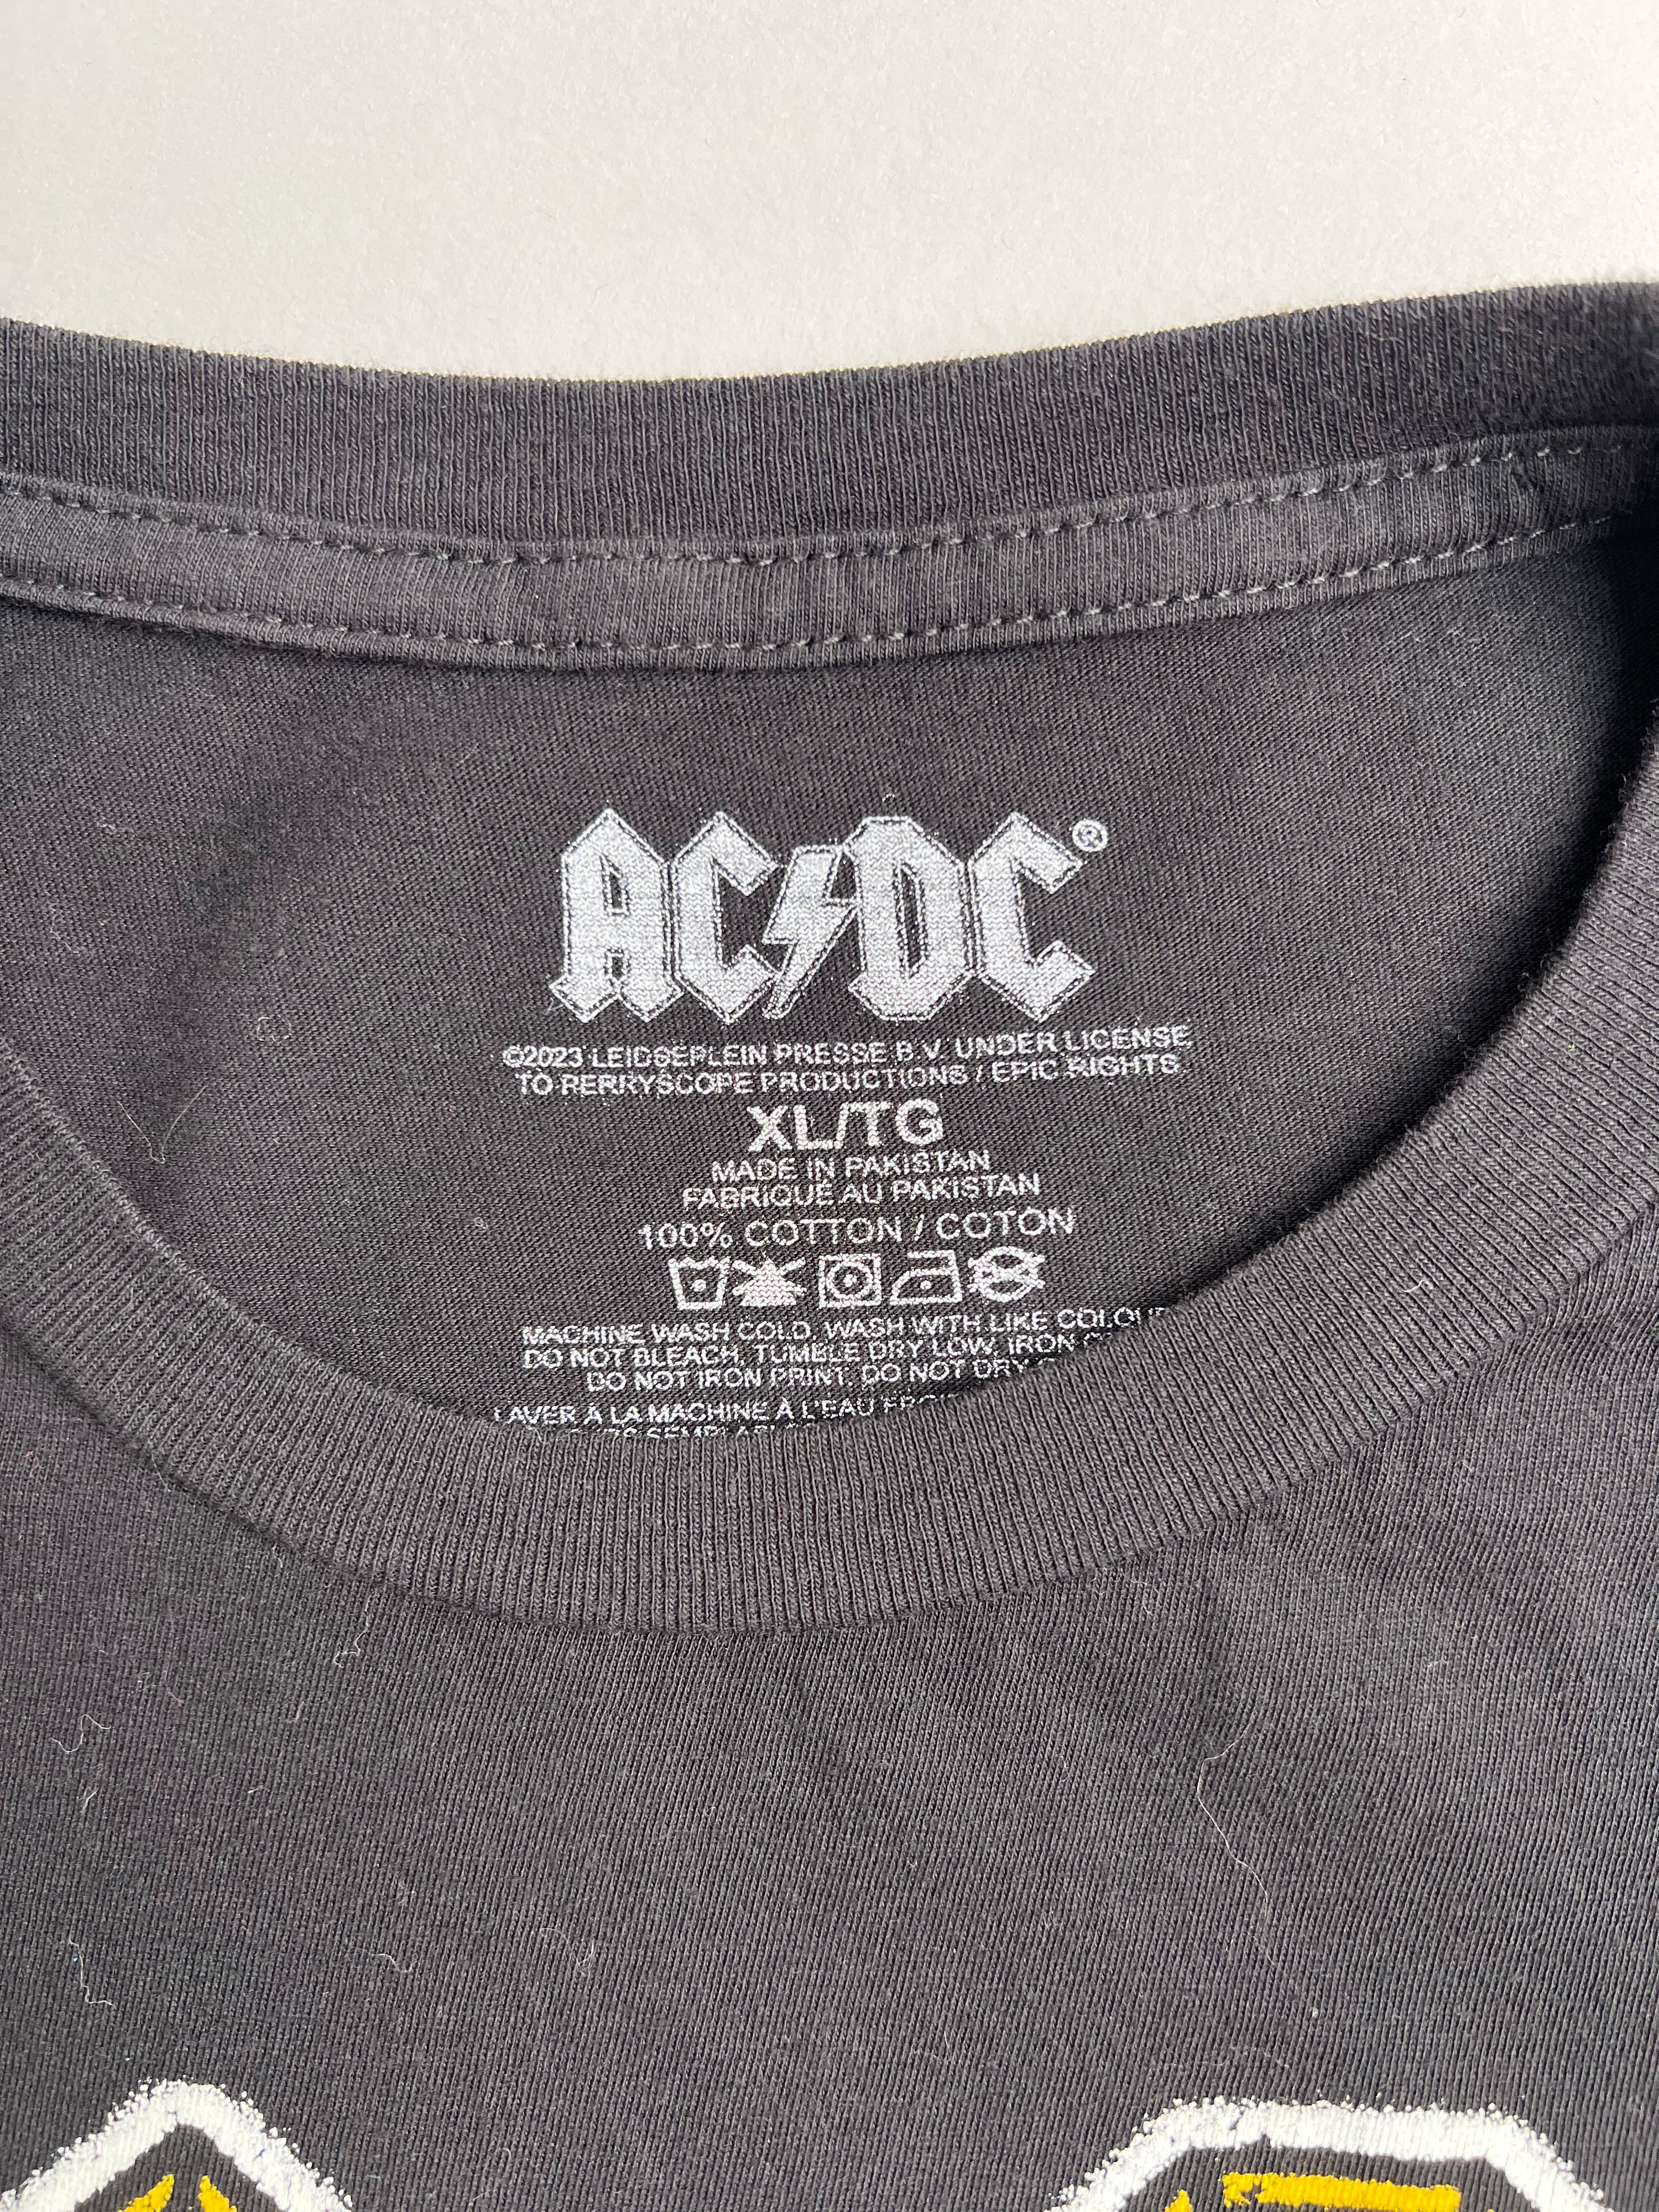 AC/DC®
©2023 LEIDSEPLEIN PRESSE B.V. UNDER LICENSE
TO PERRYSCOPE PRODUCTIONS / EPIC RIGHTS
XL/TG
MADE IN PAKISTAN
FABRIQUÉ AU PAKISTAN
100% COTTON / COTON
MACHINE WASH COLD, WASH WITH LIKE
DO NOT BLEACH, TUMBLE DRY LOW, IRON
DO NOT IRON PRINT, DO NOT DRY
LAVER À LA MACHINE À L'EAU